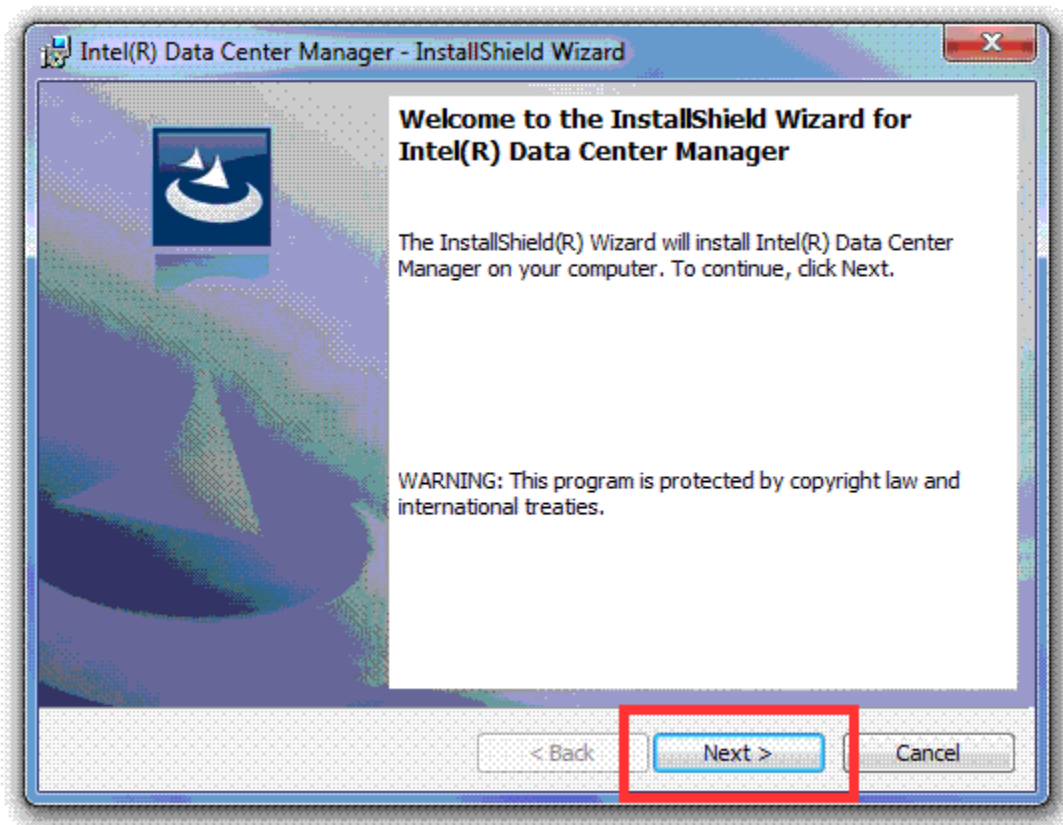 Intel(R) Data Center Manager - InstallShield Wizard
Welcome to the InstallShield Wizard for
Intel(R) Data Center Manager
The InstallShield(R) Wizard will install Intel(R) Data Center
Manager on your computer. To continue, click Next.
WARNING: This program is protected by copyright law and
international treaties.
< Back Next > Cancel